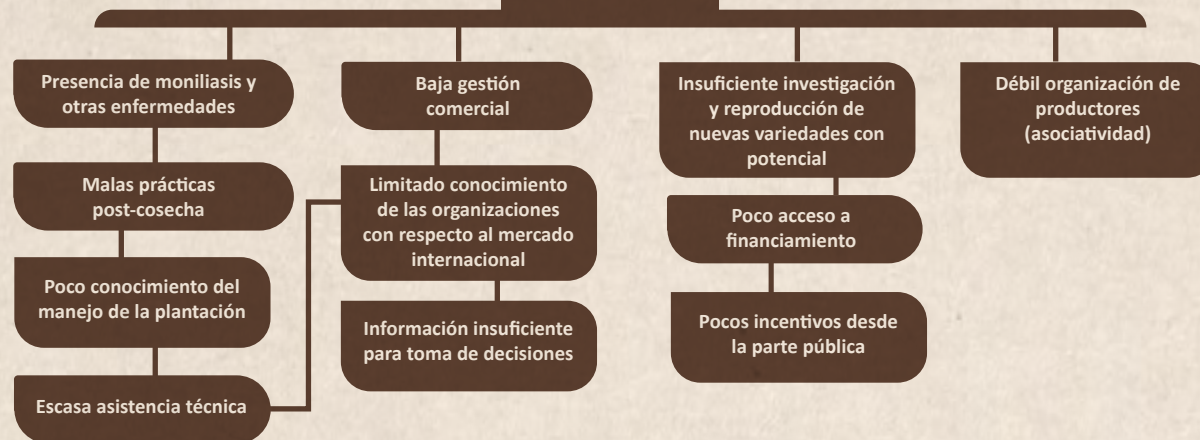 Presencia de moniliasis y
otras enfermedades
Malas prácticas
post-cosecha
Poco conocimiento del
manejo de la plantación
Escasa asistencia técnica
Baja gestión
comercial
Limitado conocimiento
de las organizaciones
con respecto al mercado
internacional
Información insuficiente
para toma de decisiones
Insuficiente investigación
y reproducción de
nuevas variedades con
potencial
Poco acceso a
financiamiento
Pocos incentivos desde
la parte pública
Débil organización de
productores
(asociatividad)